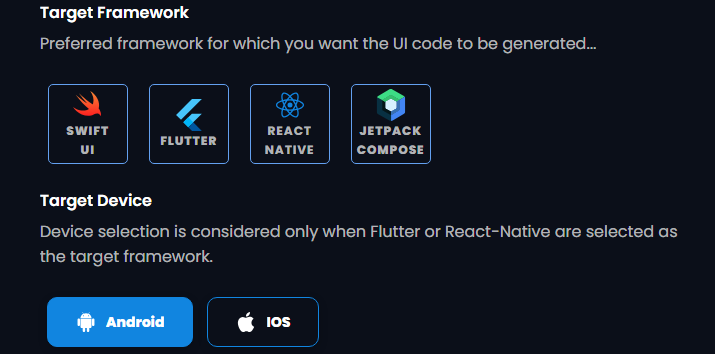 Target Framework
Preferred framework for which you want the UI code to be generated...
SWIFT
UI
FLUTTER
REACT
NATIVE
JETPACK
COMPOSE
Target Device
Device selection is considered only when Flutter or React-Native are selected as
the target framework.
Android
IOS